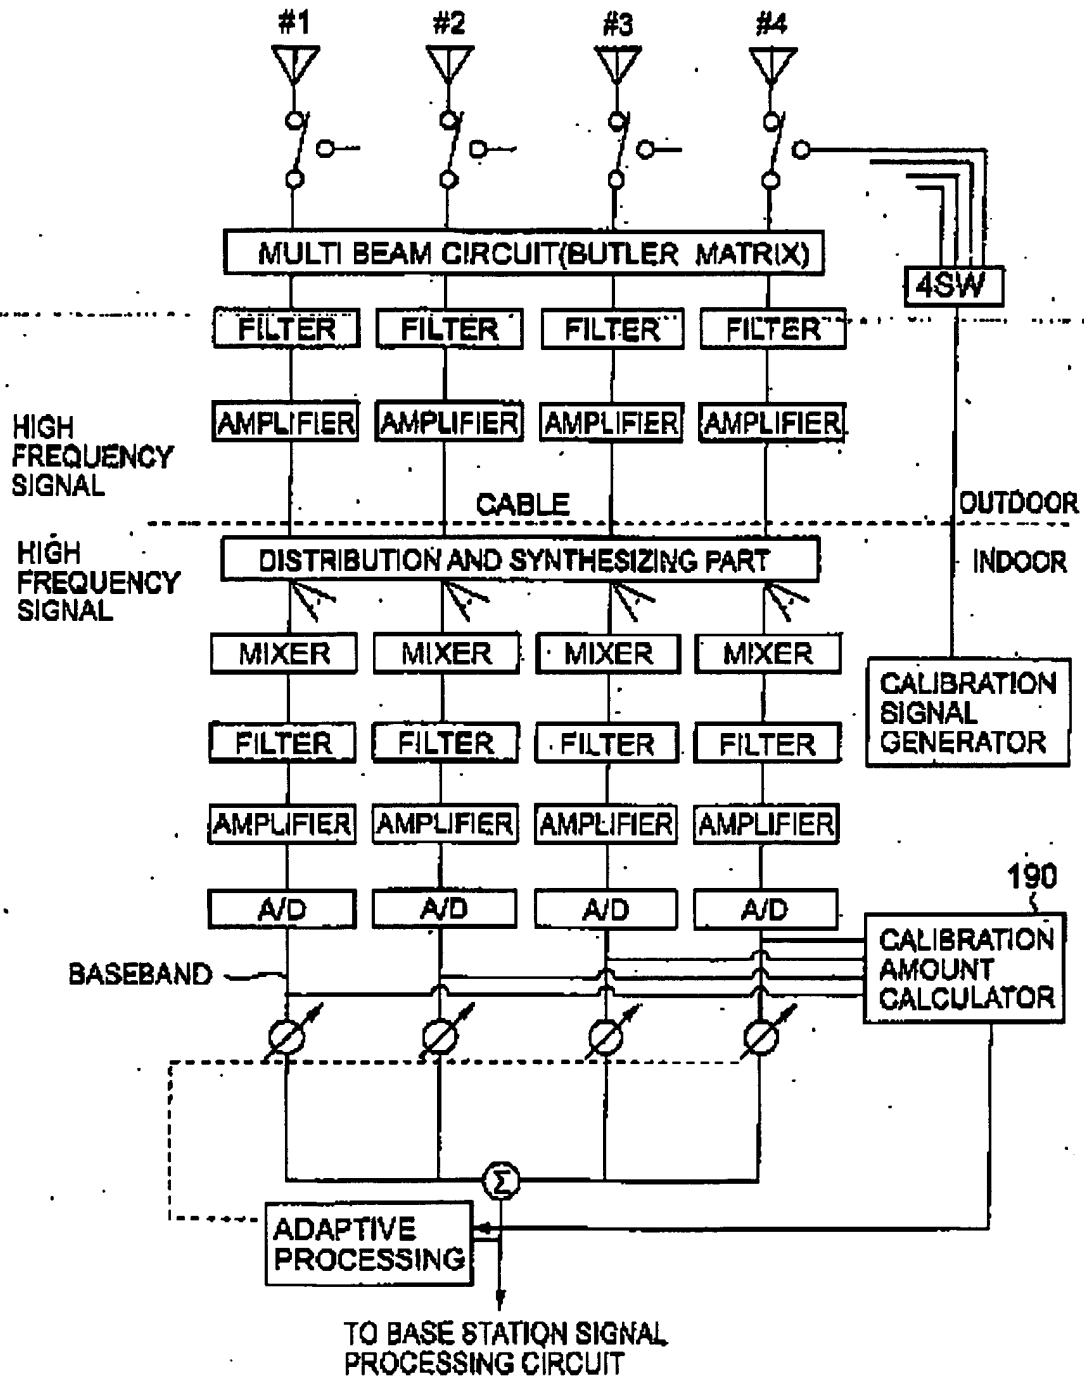 #1 #2 #3 #4
MULTI BEAM CIRCUIT(BUTLER MATRIX)
4SW
FILTER FILTER FILTER FILTER
AMPLIFIER AMPLIFIER AMPLIFIER AMPLIFIER
HIGH
FREQUENCY
SIGNAL
CABLE
OUTDOOR
HIGH
FREQUENCY
SIGNAL
DISTRIBUTION AND SYNTHESIZING PART
INDOOR
MIXER MIXER MIXER MIXER
CALIBRATION
SIGNAL
GENERATOR
FILTER FILTER FILTER FILTER
AMPLIFIER AMPLIFIER AMPLIFIER AMPLIFIER
190
A/D A/D A/D A/D
CALIBRATION
AMOUNT
CALCULATOR
BASEBAND
Σ
ADAPTIVE
PROCESSING
TO BASE STATION SIGNAL
PROCESSING CIRCUIT